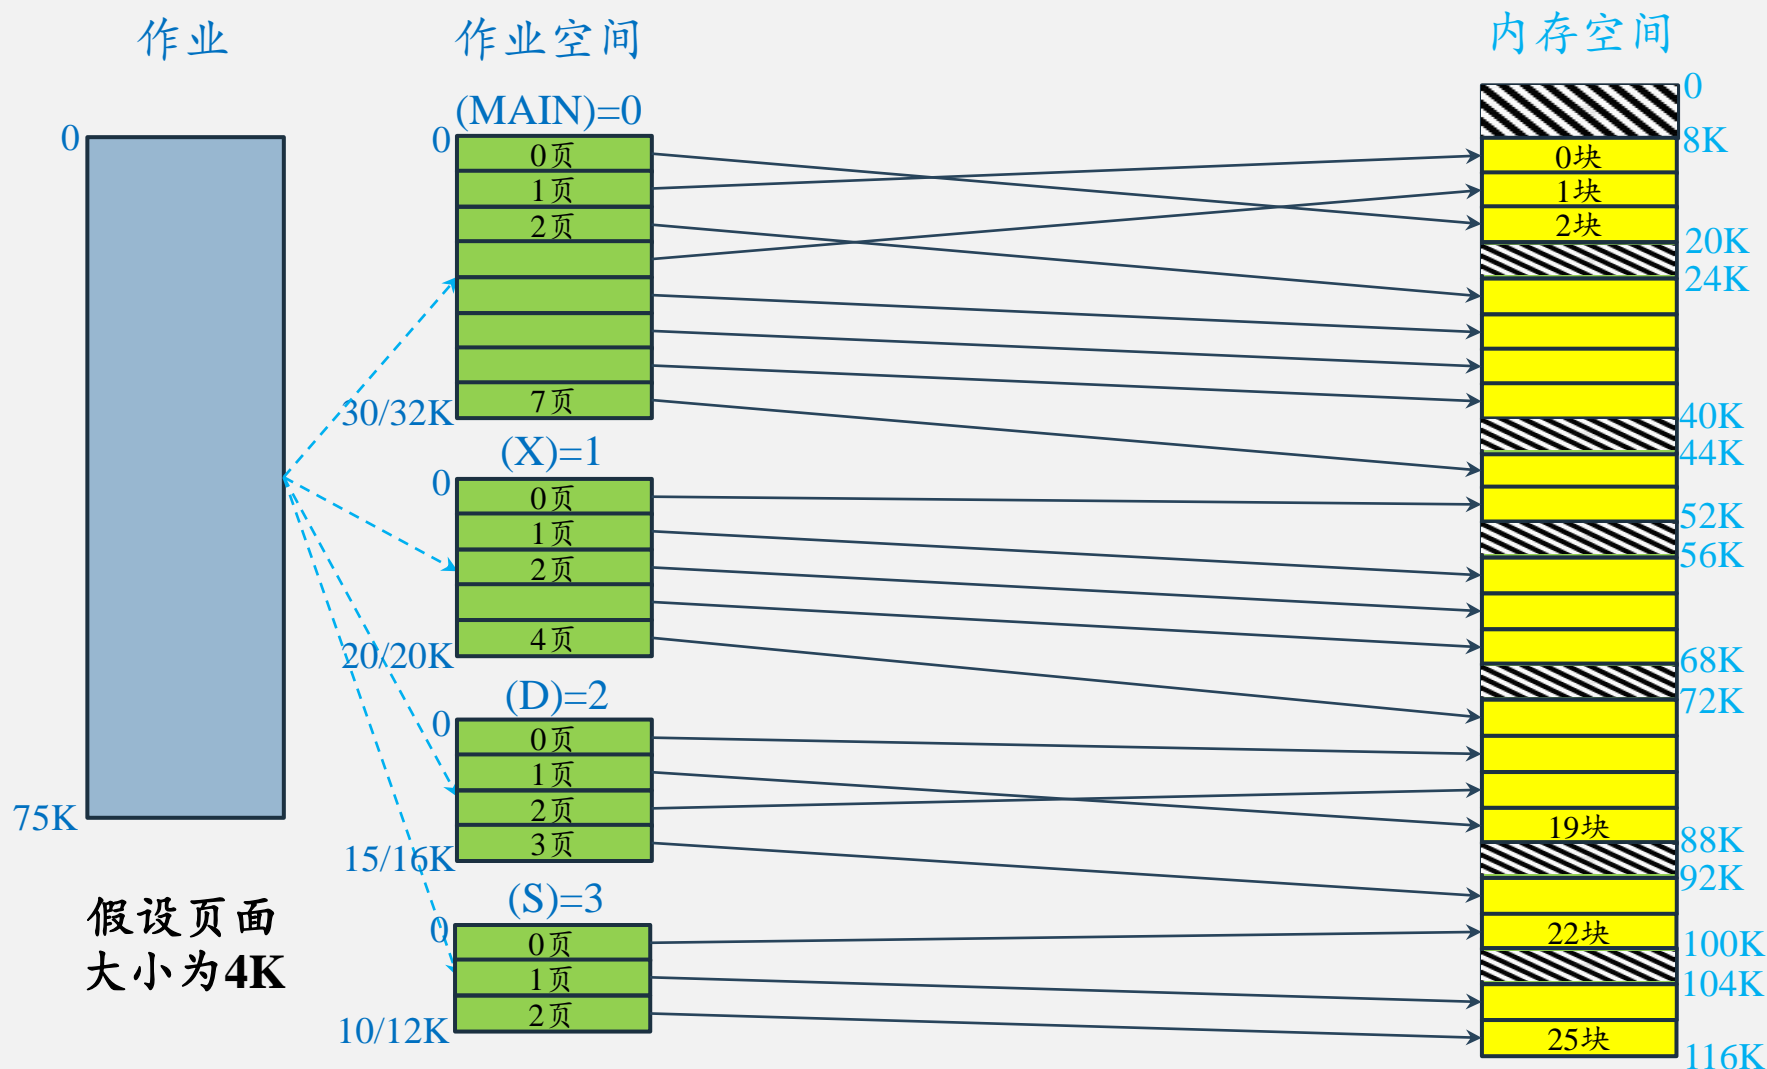 作业
作业空间
内存空间
0
75K
假设页面
大小为4K
(MAIN)=0
0
0页
1页
2页
7页
30/32K
(X)=1
0
0页
1页
2页
4页
20/20K
(D)=2
0
0页
1页
2页
3页
15/16K
(S)=3
0
0页
1页
2页
10/12K
0
8K
0块
1块
2块
20K
24K
40K
44K
52K
56K
68K
72K
19块
88K
92K
22块
100K
104K
25块
116K